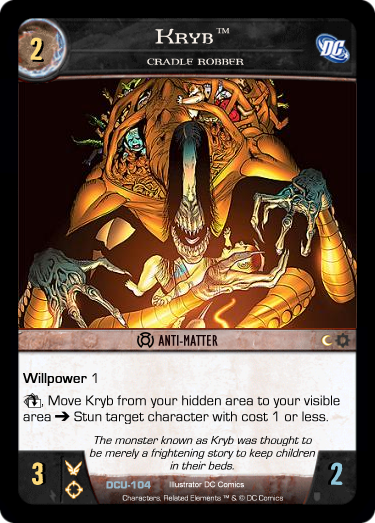 2
Kryb™
CRADLE ROBBER
DC
ANTI-MATTER
Willpower 1
, Move Kryb from your hidden area to your visible
area ➔ Stun target character with cost 1 or less.
The monster known as Kryb was thought to
be merely a frightening story to keep children
in their beds.
3
DCU-104
Illustrator DC Comics
2
Characters, Related Elements ™ & © DC Comics